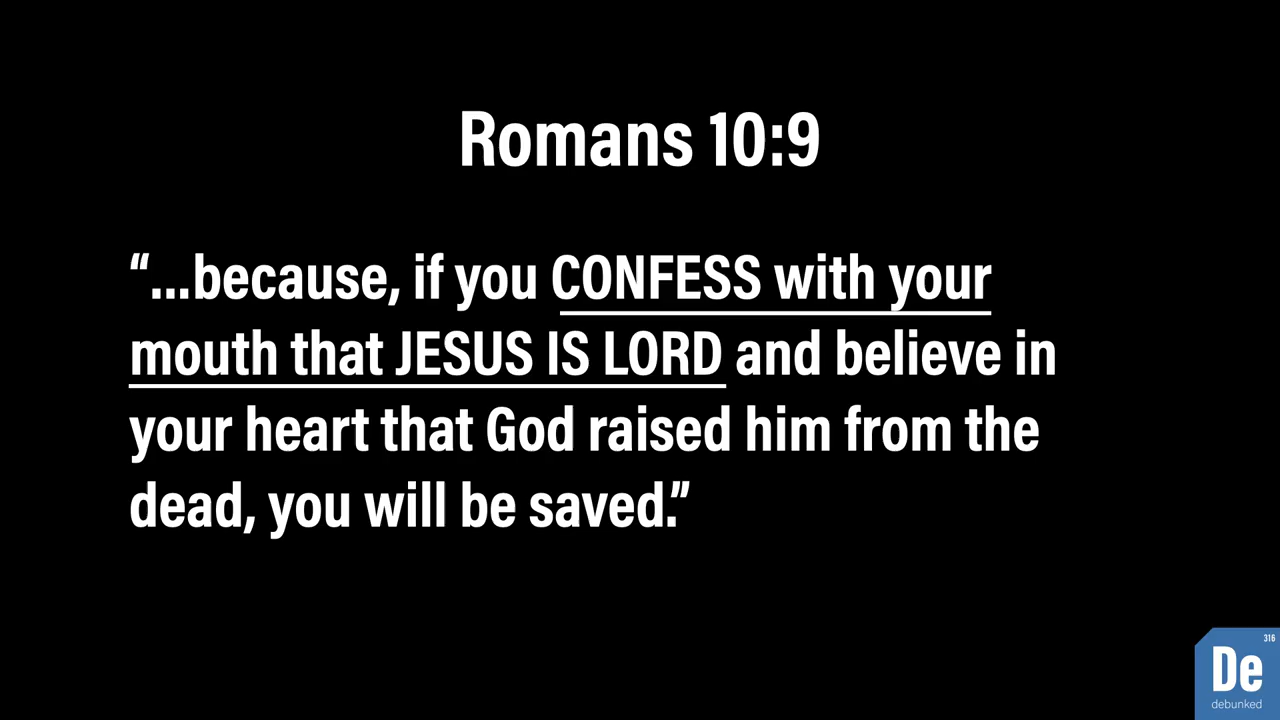 Romans 10:9
“...because, if you CONFESS with your
mouth that JESUS IS LORD and believe in
your heart that God raised him from the
dead, you will be saved.”
316
De
debunked